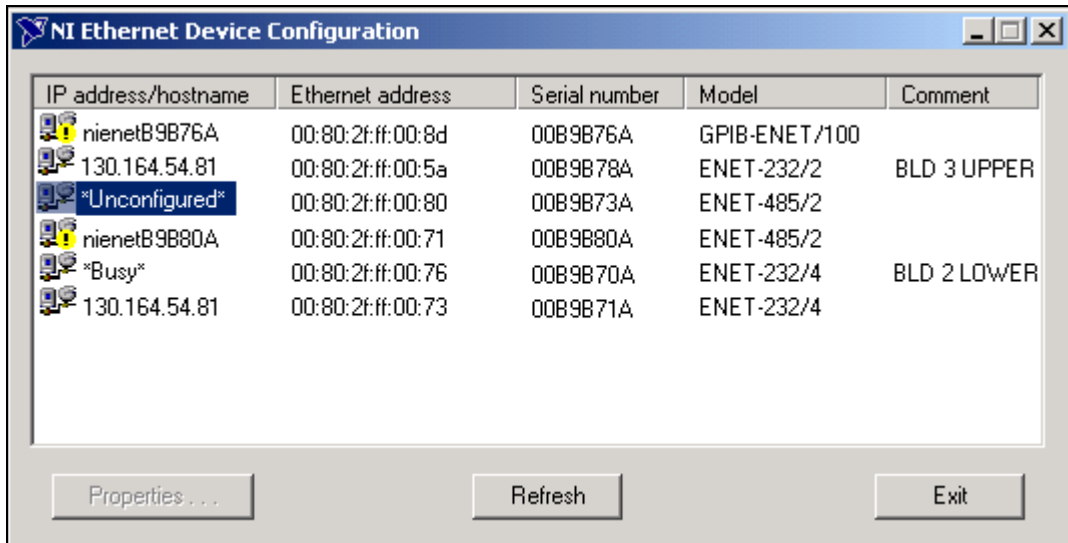 NI Ethernet Device Configuration
IP address/hostname Ethernet address Serial number Model Comment
nienetB9B76A 00:80:2f:ff:00:8d 00B9B76A GPIB-ENET/100
130.164.54.81 00:80:2f:ff:00:5a 00B9B78A ENET-232/2 BLD 3 UPPER
*Unconfigured* 00:80:2f:ff:00:80 00B9B73A ENET-485/2
nienetB9B80A 00:80:2f:ff:00:71 00B9B80A ENET-485/2
*Busy* 00:80:2f:ff:00:76 00B9B70A ENET-232/4 BLD 2 LOWER
130.164.54.81 00:80:2f:ff:00:73 00B9B71A ENET-232/4
Properties . . . Refresh Exit